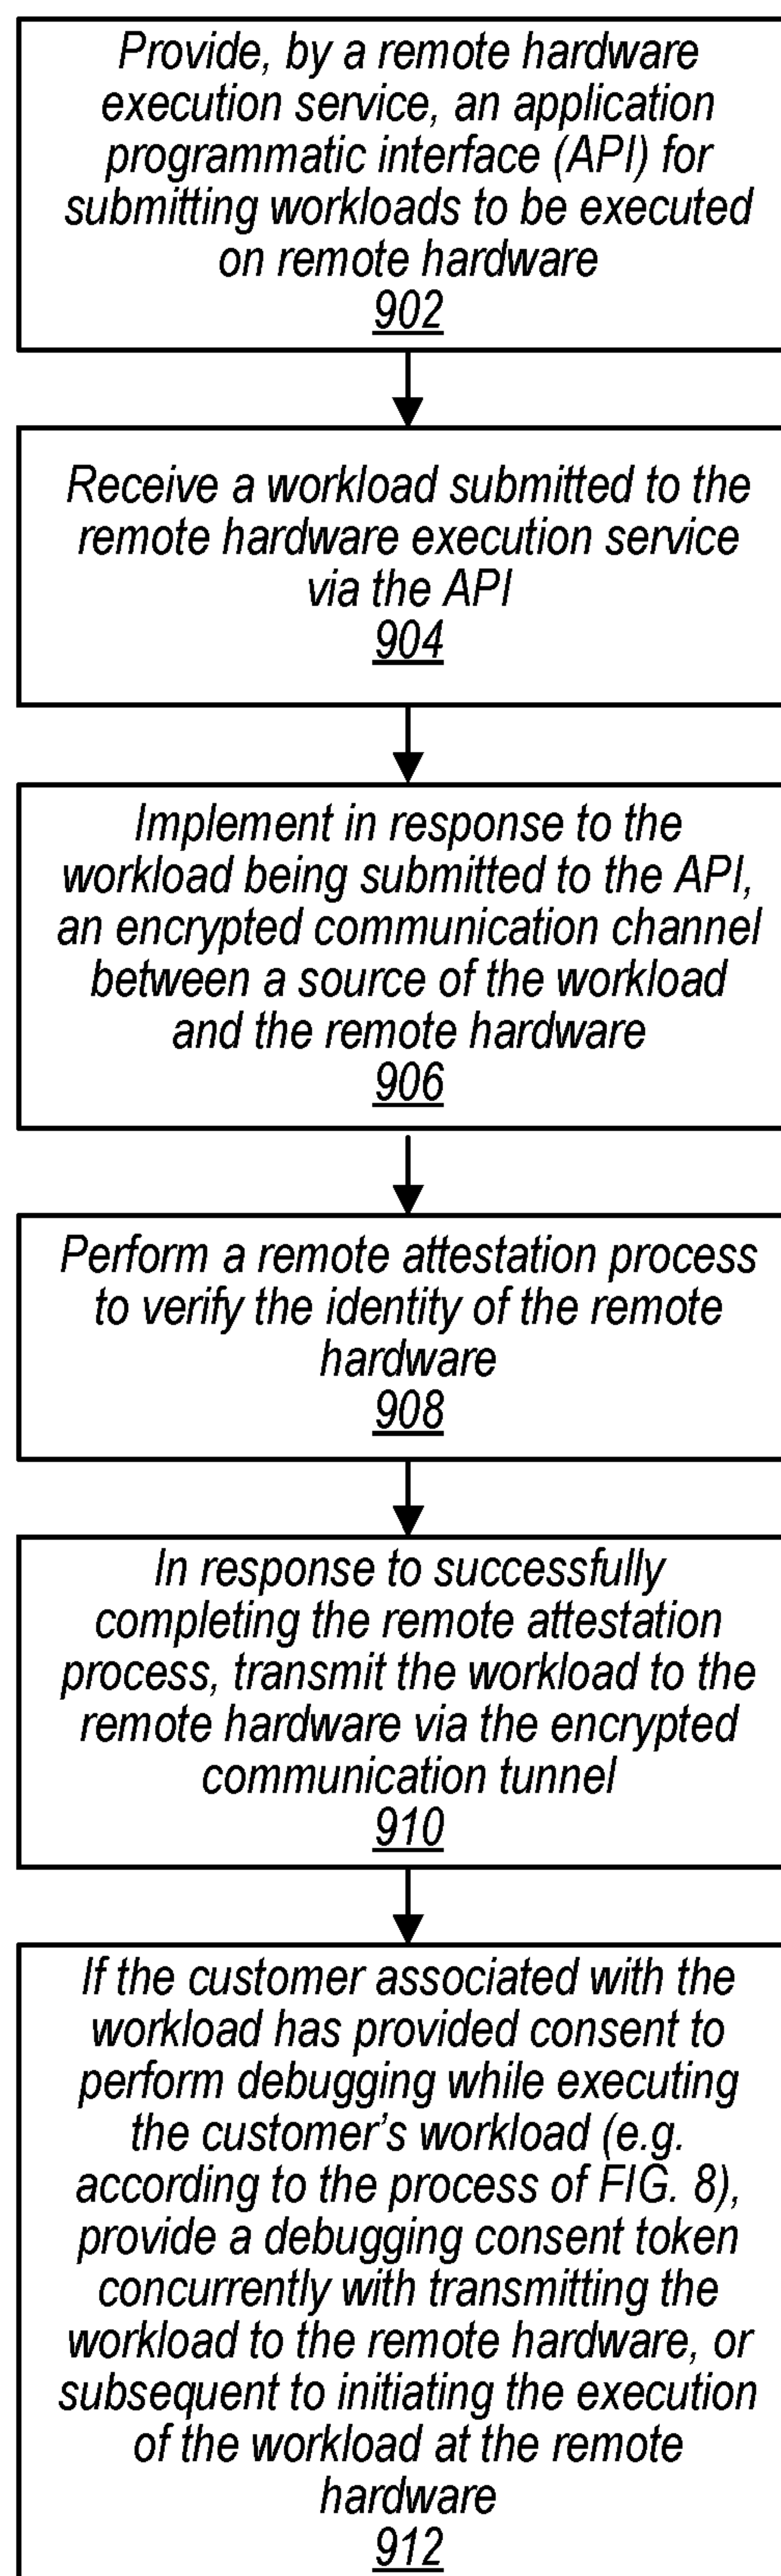 Provide, by a remote hardware
execution service, an application
programmatic interface (API) for
submitting workloads to be executed
on remote hardware
902
Receive a workload submitted to the
remote hardware execution service
via the API
904
Implement in response to the
workload being submitted to the API,
an encrypted communication channel
between a source of the workload
and the remote hardware
906
Perform a remote attestation process
to verify the identity of the remote
hardware
908
In response to successfully
completing the remote attestation
process, transmit the workload to the
remote hardware via the encrypted
communication tunnel
910
If the customer associated with the
workload has provided consent to
perform debugging while executing
the customer's workload (e.g.
according to the process of FIG. 8),
provide a debugging consent token
concurrently with transmitting the
workload to the remote hardware, or
subsequent to initiating the execution
of the workload at the remote
hardware
912